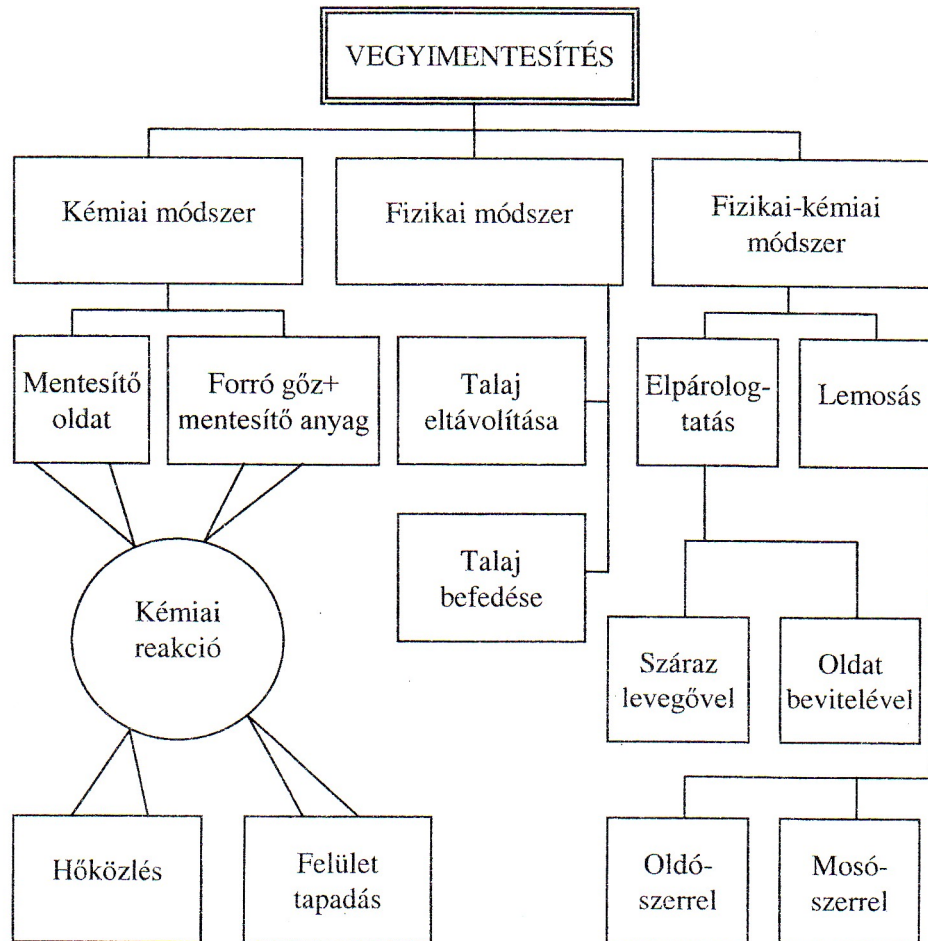 VEGYIMENTESÍTÉS
Kémiai módszer
Fizikai módszer
Fizikai-kémiai
módszer
Mentesítő
oldat
Forró gőz+
mentesítő anyag
Talaj
eltávolítása
Elpárolog-
tatás
Lemosás
Talaj
befedése
Kémiai
reakció
Száraz
levegővel
Oldat
bevitelével
Hőközlés
Felület
tapadás
Oldó-
szerrel
Mosó-
szerrel